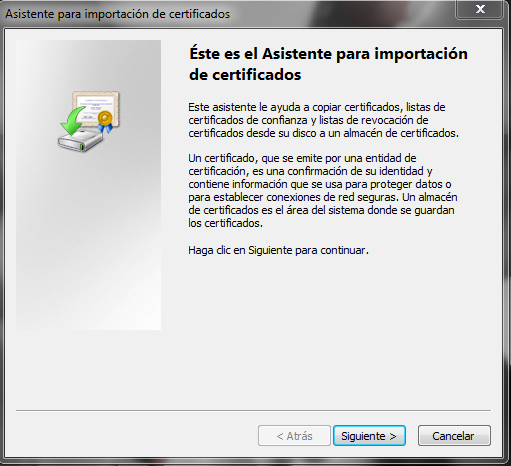 Asistente para importación de certificados
X
Éste es el Asistente para importación
de certificados
Este asistente le ayuda a copiar certificados, listas de
certificados de confianza y listas de revocación de
certificados desde su disco a un almacén de certificados.
Un certificado, que se emite por una entidad de
certificación, es una confirmación de su identidad y
contiene información que se usa para proteger datos o
para establecer conexiones de red seguras. Un almacén
de certificados es el área del sistema donde se guardan
los certificados.
Haga clic en Siguiente para continuar.
< Atrás Siguiente > Cancelar